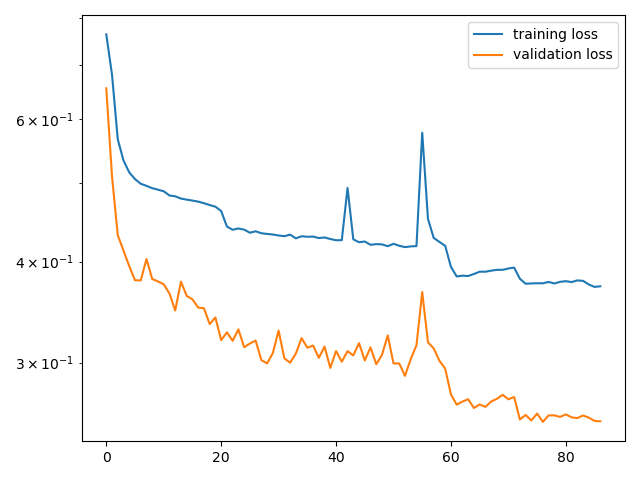 training loss
validation loss
6 × 10⁻¹
4 × 10⁻¹
3 × 10⁻¹
0 20 40 60 80